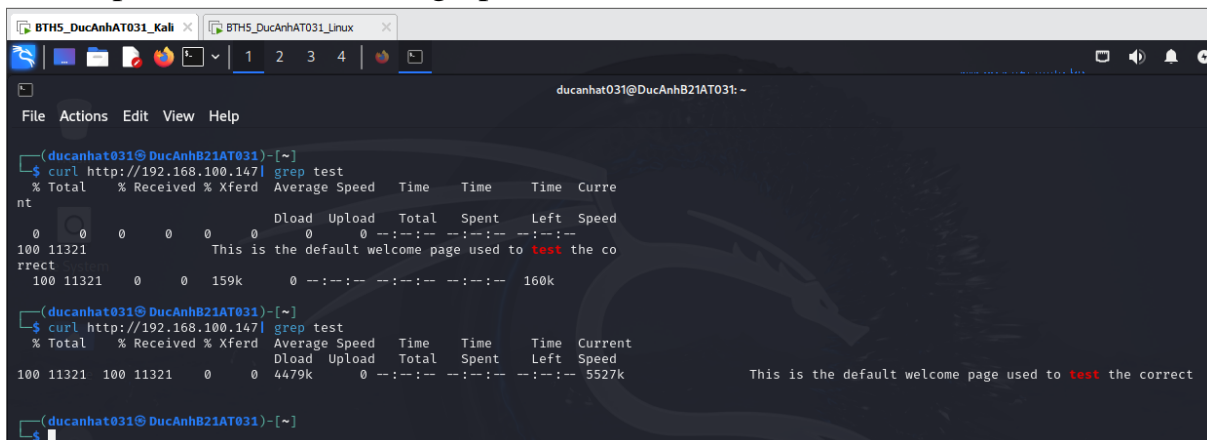 BTH5_DucAnhAT031_Kali × BTH5_DucAnhAT031_Linux ×
1 2 3 4
ducanhat031@DucAnhB21AT031: ~
File Actions Edit View Help
(ducanhat031㉿DucAnhB21AT031)-[~]
$ curl http://192.168.100.147| grep test
% Total % Received % Xferd Average Speed Time Time Time Curre
nt
Dload Upload Total Spent Left Speed
0 0 0 0 0 0 0 0 --:--:-- --:--:-- --:--:--
100 11321 This is the default welcome page used to test the co
rrect
100 11321 0 0 159k 0 --:--:-- --:--:-- --:--:-- 160k
(ducanhat031㉿DucAnhB21AT031)-[~]
$ curl http://192.168.100.147| grep test
% Total % Received % Xferd Average Speed Time Time Time Current
Dload Upload Total Spent Left Speed
100 11321 100 11321 0 0 4479k 0 --:--:-- --:--:-- --:--:-- 5527k This is the default welcome page used to test the correct
(ducanhat031㉿DucAnhB21AT031)-[~]
$